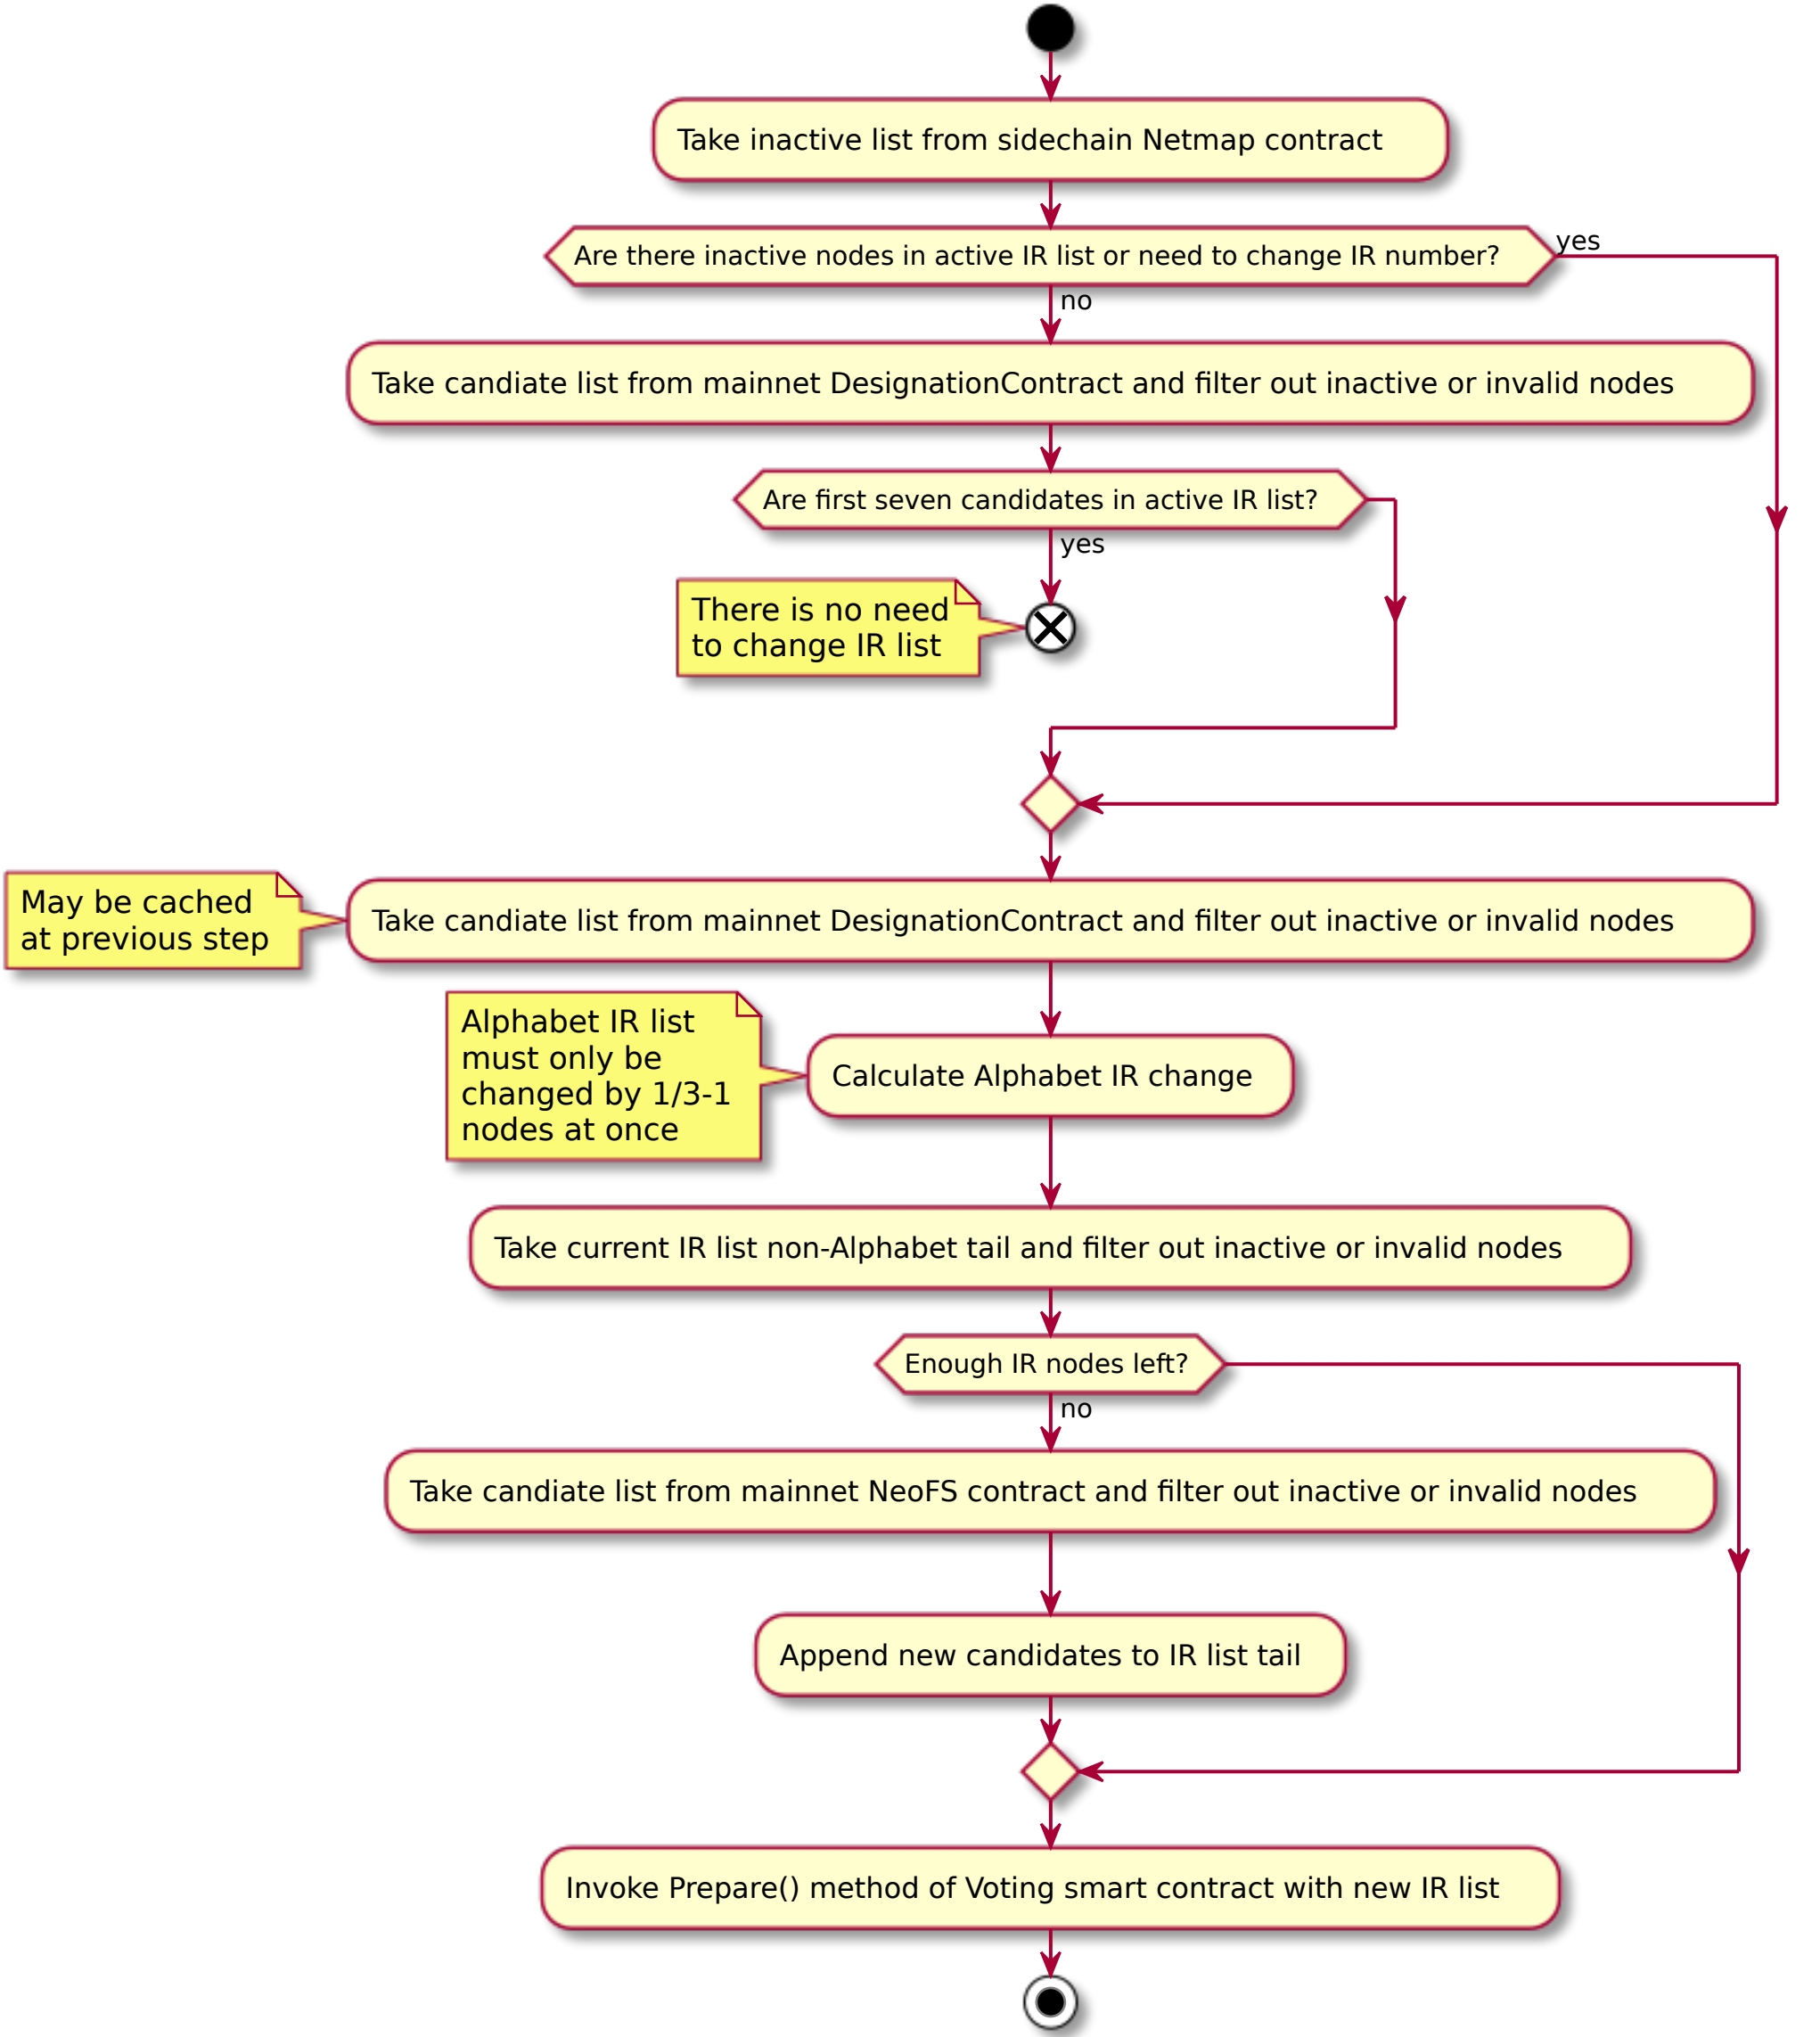 Take inactive list from sidechain Netmap contract
Are there inactive nodes in active IR list or need to change IR number?
yes
no
Take candiate list from mainnet DesignationContract and filter out inactive or invalid nodes
Are first seven candidates in active IR list?
yes
There is no need
to change IR list
May be cached
at previous step
Take candiate list from mainnet DesignationContract and filter out inactive or invalid nodes
Alphabet IR list
must only be
changed by 1/3-1
nodes at once
Calculate Alphabet IR change
Take current IR list non-Alphabet tail and filter out inactive or invalid nodes
Enough IR nodes left?
no
Take candiate list from mainnet NeoFS contract and filter out inactive or invalid nodes
Append new candidates to IR list tail
Invoke Prepare() method of Voting smart contract with new IR list